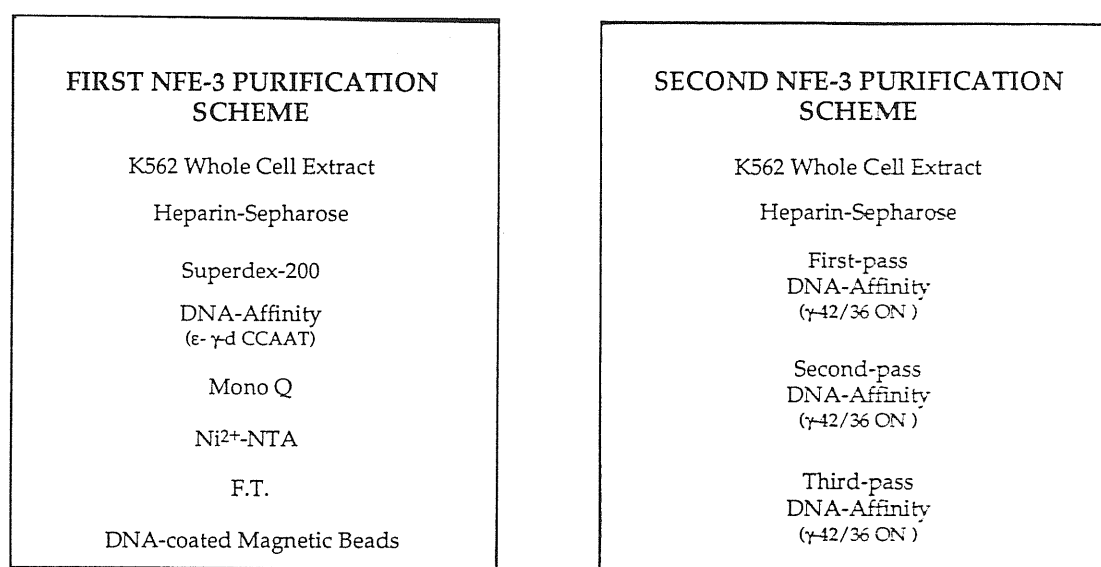 FIRST NFE-3 PURIFICATION
SCHEME
K562 Whole Cell Extract
Heparin-Sepharose
Superdex-200
DNA-Affinity
(ε- γ-d CCAAT)
Mono Q
Ni²⁺-NTA
F.T.
DNA-coated Magnetic Beads
SECOND NFE-3 PURIFICATION
SCHEME
K562 Whole Cell Extract
Heparin-Sepharose
First-pass
DNA-Affinity
(γ-42/36 ON )
Second-pass
DNA-Affinity
(γ-42/36 ON )
Third-pass
DNA-Affinity
(γ-42/36 ON )